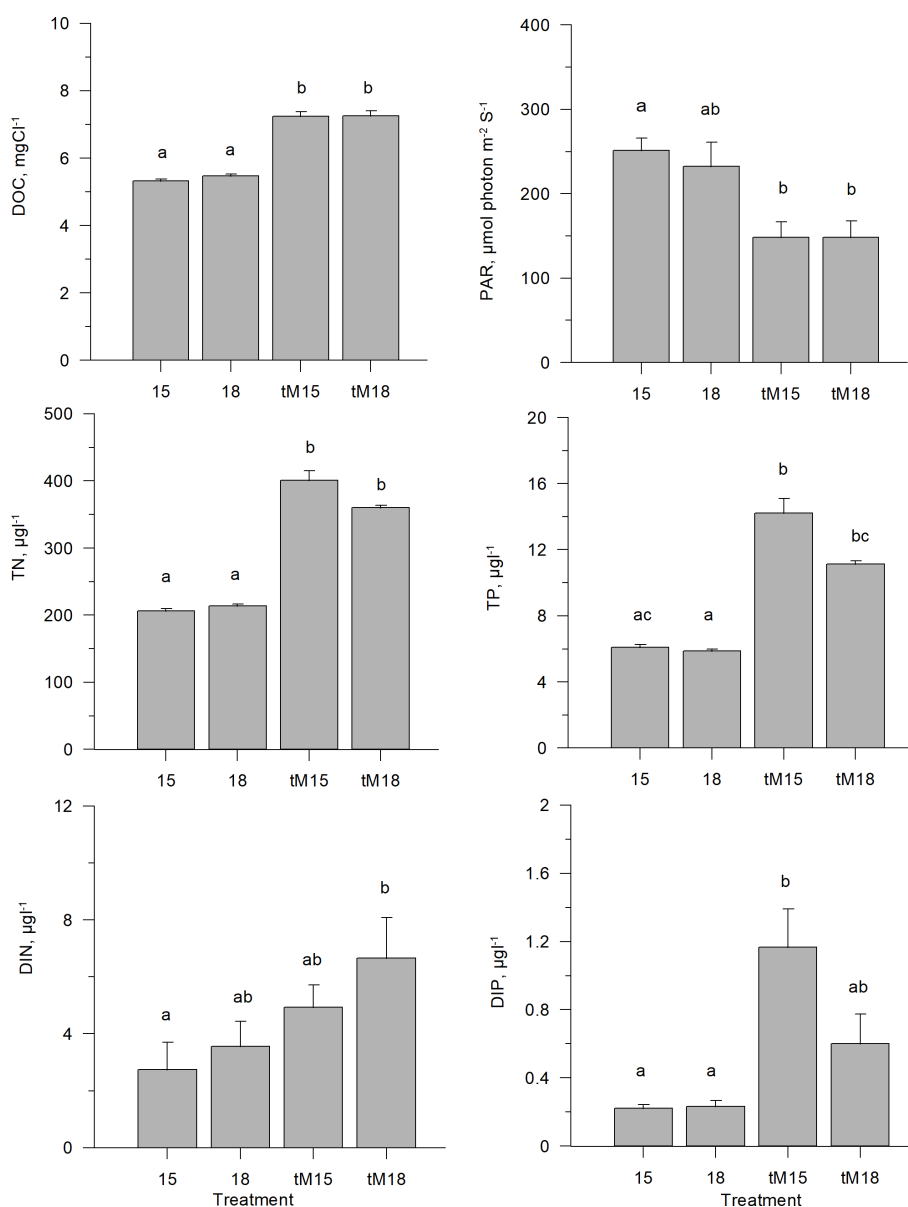 DOC, mgCl-1
10
8
6
4
2
0
a
a
b
b
15
18
tM15
tM18
PAR, µmol photon m-2 S-1
400
300
200
100
0
a
ab
b
b
15
18
tM15
tM18
TN, µgl-1
500
400
300
200
100
0
a
a
b
b
15
18
tM15
tM18
TP, µgl-1
20
16
12
8
4
0
ac
a
b
bc
15
18
tM15
tM18
DIN, µgl-1
12
8
4
0
a
ab
ab
b
15
18
tM15
tM18
Treatment
DIP, µgl-1
2
1.6
1.2
0.8
0.4
0
a
a
b
ab
15
18
tM15
tM18
Treatment